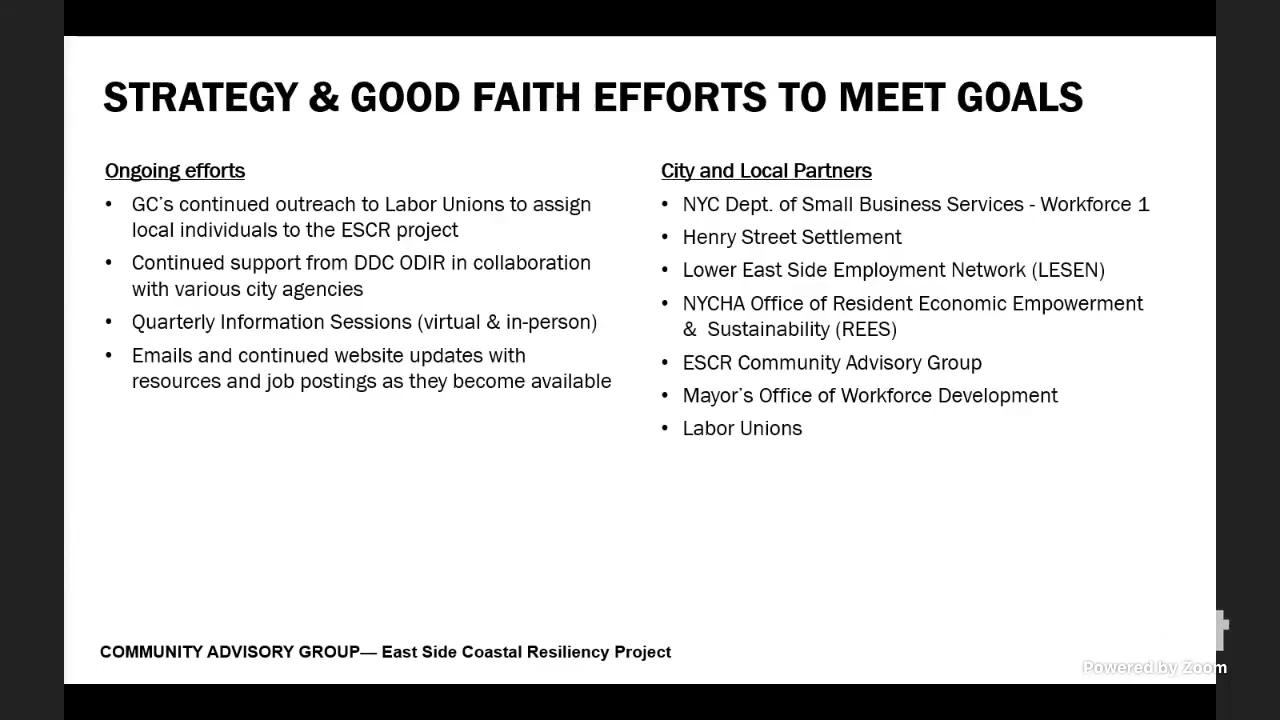 STRATEGY & GOOD FAITH EFFORTS TO MEET GOALS
Ongoing efforts
• GC's continued outreach to Labor Unions to assign
local individuals to the ESCR project
• Continued support from DDC ODIR in collaboration
with various city agencies
• Quarterly Information Sessions (virtual & in-person)
• Emails and continued website updates with
resources and job postings as they become available
City and Local Partners
• NYC Dept. of Small Business Services - Workforce 1
• Henry Street Settlement
• Lower East Side Employment Network (LESEN)
• NYCHA Office of Resident Economic Empowerment
& Sustainability (REES)
• ESCR Community Advisory Group
• Mayor's Office of Workforce Development
• Labor Unions
COMMUNITY ADVISORY GROUP— East Side Coastal Resiliency Project
Powered by Zoom